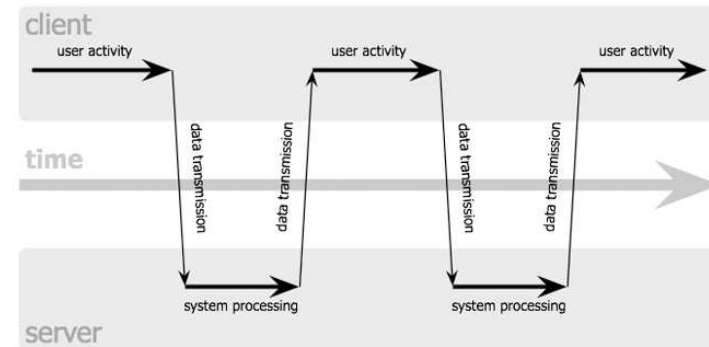 client
user activity
user activity
user activity
data transmission
data transmission
data transmission
data transmission
time
system processing
system processing
server